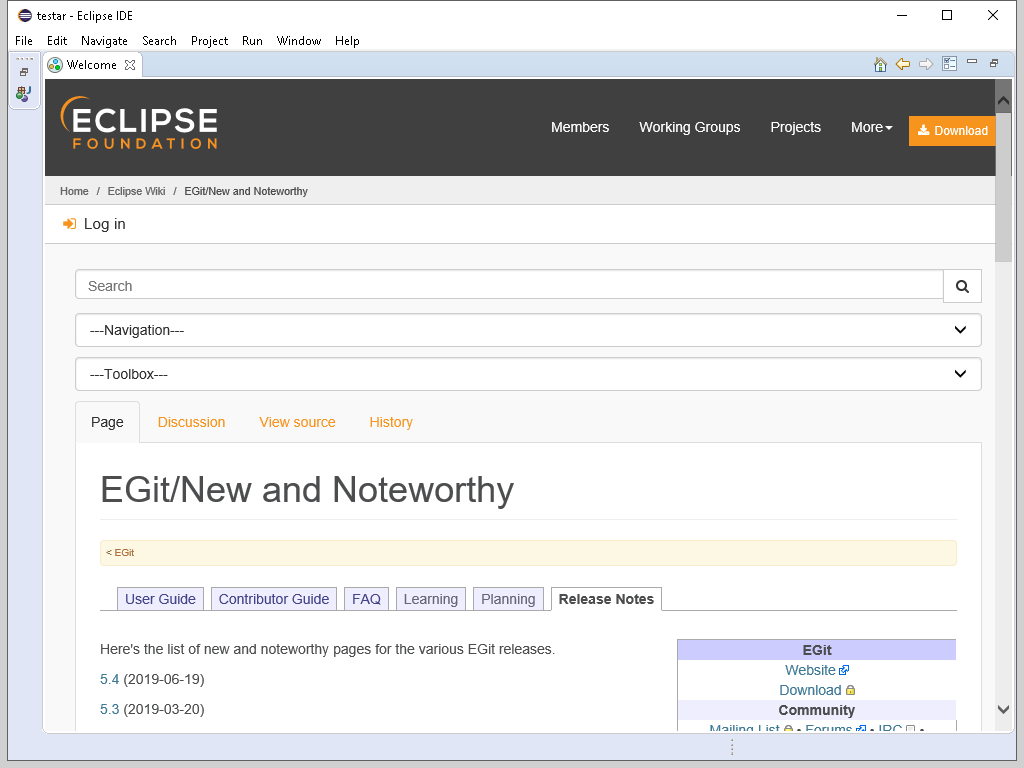 testar - Eclipse IDE
File Edit Navigate Search Project Run Window Help
Welcome
ECLIPSE
FOUNDATION
Members Working Groups Projects More Download
Home / Eclipse Wiki / EGit/New and Noteworthy
Log in
Search
---Navigation---
---Toolbox---
Page Discussion View source History
EGit/New and Noteworthy
< EGit
User Guide Contributor Guide FAQ Learning Planning Release Notes
Here's the list of new and noteworthy pages for the various EGit releases.
5.4 (2019-06-19)
5.3 (2019-03-20)
EGit
Website
Download
Community
Mailing List • Forums • IRC •